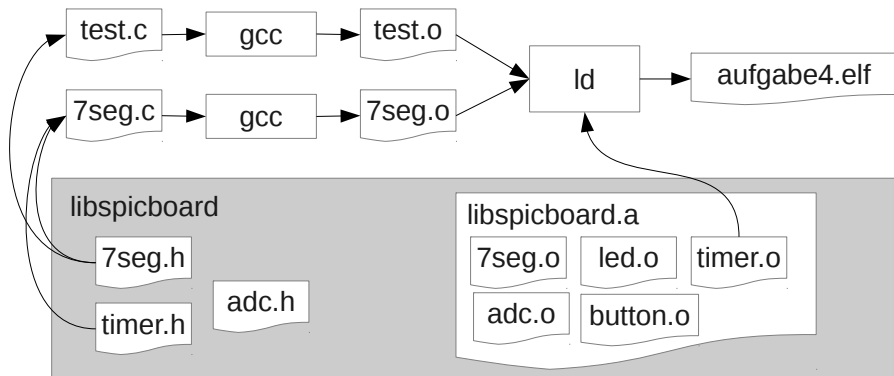 test.c gcc test.o
ld aufgabe4.elf
7seg.c gcc 7seg.o
libspicboard
libspicboard.a
7seg.h
7seg.o led.o timer.o
adc.h
timer.h
adc.o button.o